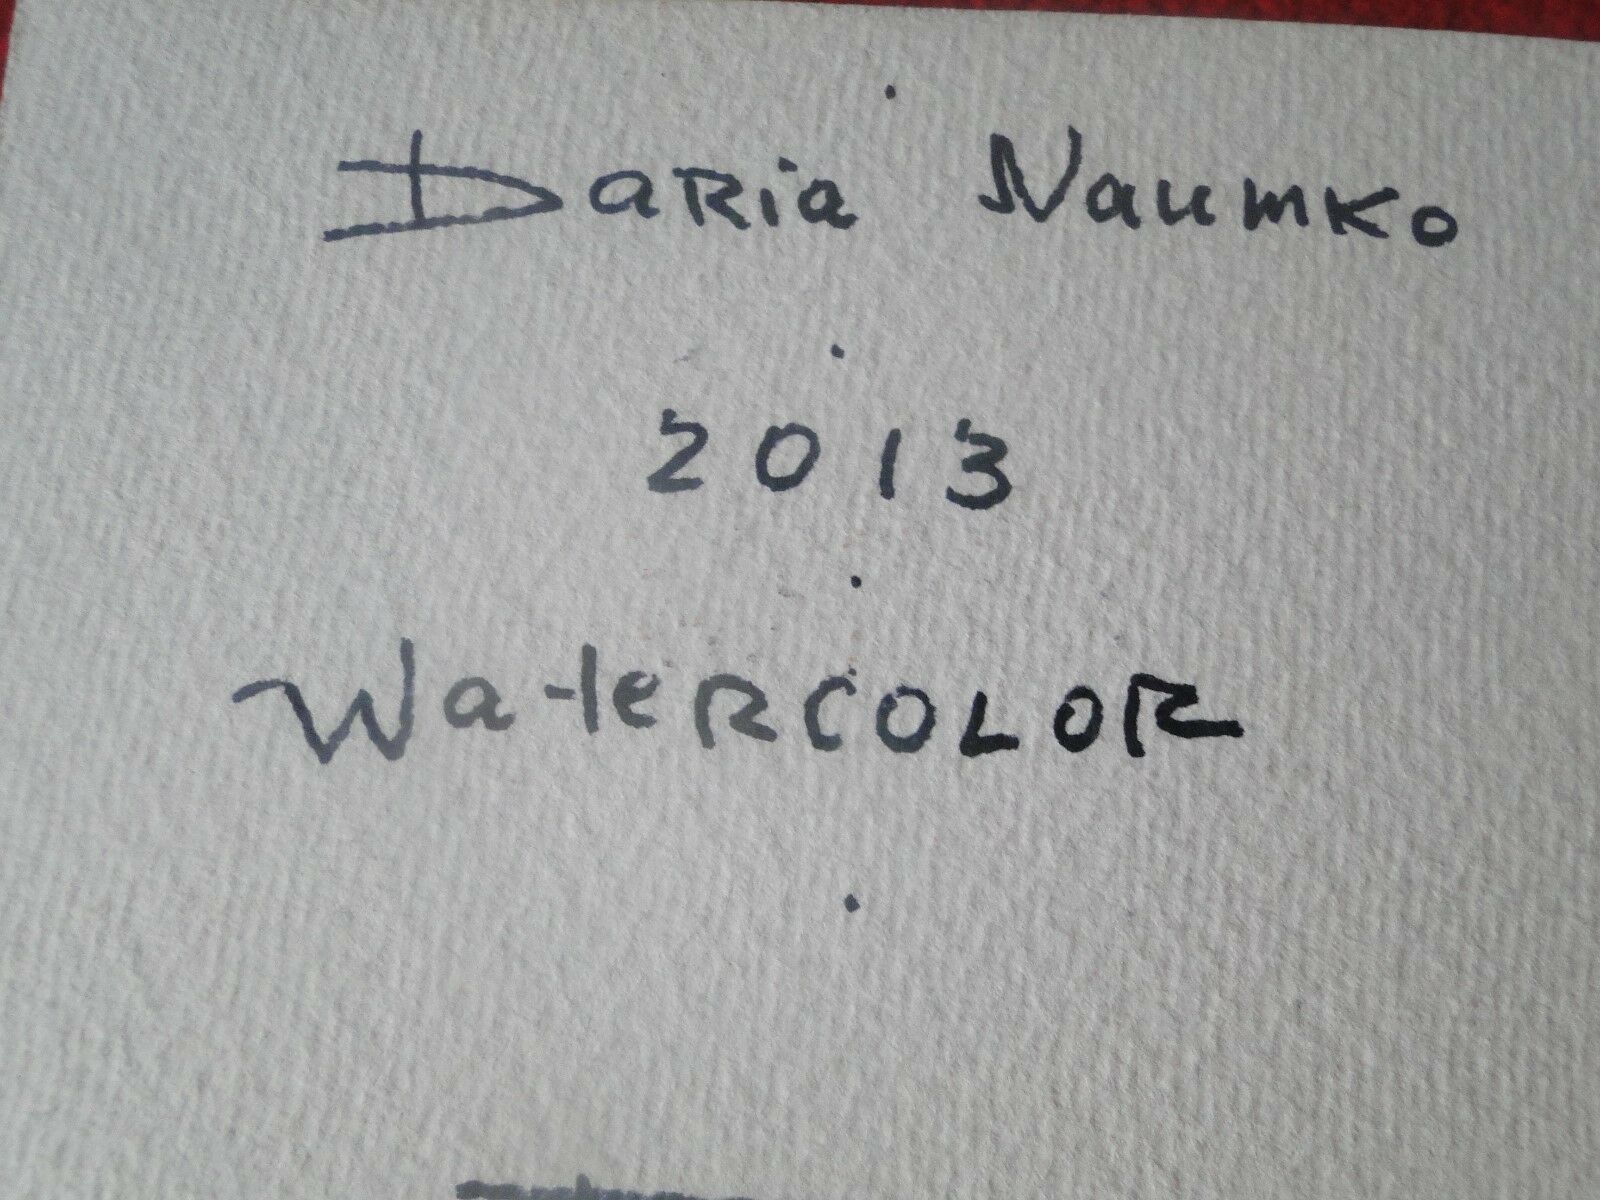 Daria Naumko
2013
Watercolor